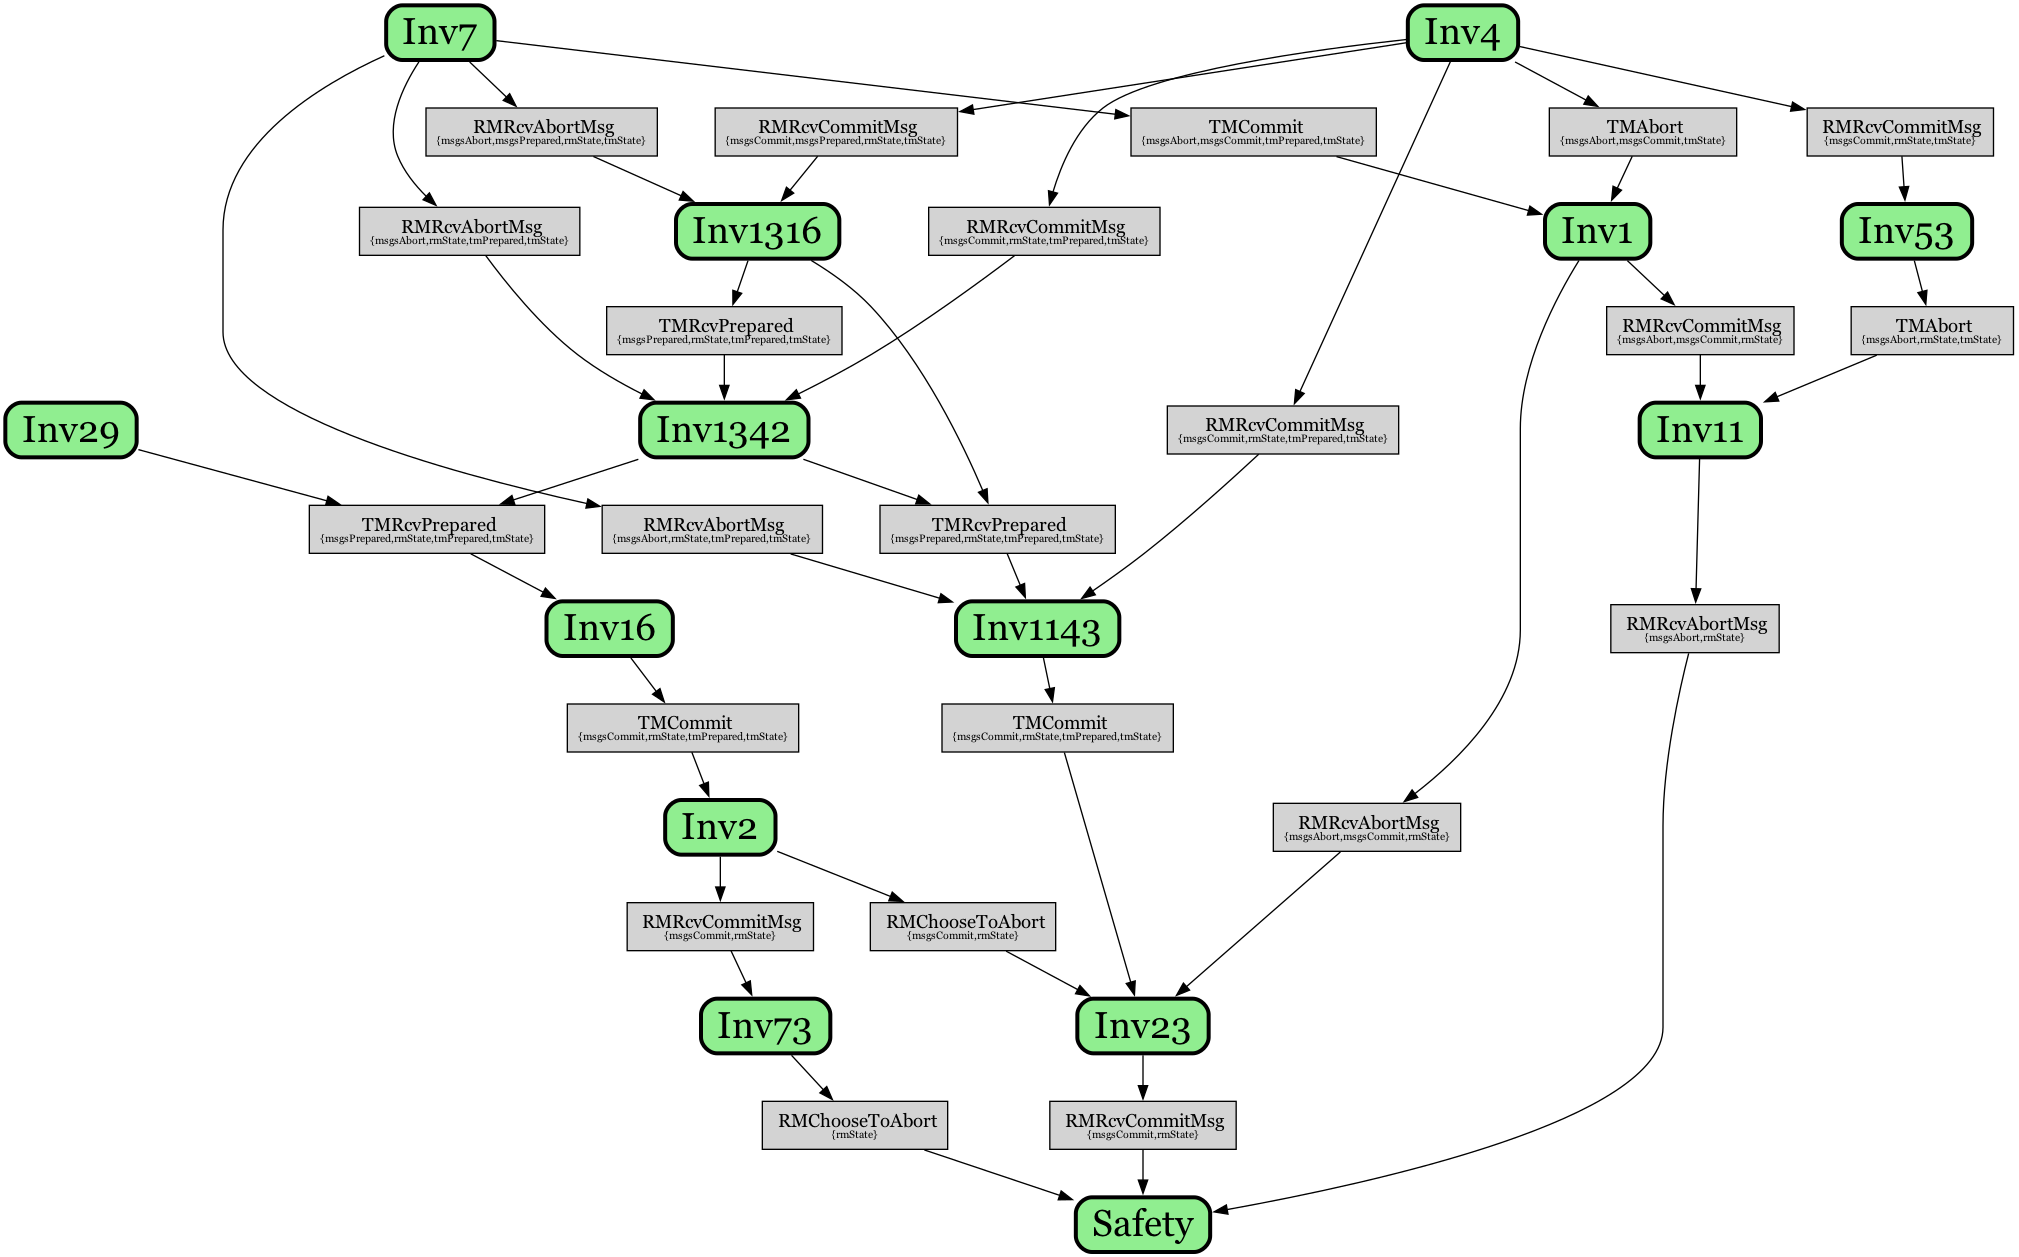 Inv7
Inv4
RMRcvAbortMsg
{msgsAbort,msgsPrepared,rmState,tmState}
RMRcvCommitMsg
{msgsCommit,msgsPrepared,rmState,tmState}
TMCommit
{msgsAbort,msgsCommit,tmPrepared,tmState}
TMAbort
{msgsAbort,msgsCommit,tmState}
RMRcvCommitMsg
{msgsCommit,rmState,tmState}
RMRcvAbortMsg
{msgsAbort,rmState,tmPrepared,tmState}
Inv1316
RMRcvCommitMsg
{msgsCommit,rmState,tmPrepared,tmState}
Inv1
Inv53
TMRcvPrepared
{msgsPrepared,rmState,tmPrepared,tmState}
RMRcvCommitMsg
{msgsAbort,msgsCommit,rmState}
TMAbort
{msgsAbort,rmState,tmState}
Inv29
Inv1342
RMRcvCommitMsg
{msgsCommit,rmState,tmPrepared,tmState}
Inv11
TMRcvPrepared
{msgsPrepared,rmState,tmPrepared,tmState}
RMRcvAbortMsg
{msgsAbort,rmState,tmPrepared,tmState}
TMRcvPrepared
{msgsPrepared,rmState,tmPrepared,tmState}
Inv16
Inv1143
RMRcvAbortMsg
{msgsAbort,rmState}
TMCommit
{msgsCommit,rmState,tmPrepared,tmState}
TMCommit
{msgsCommit,rmState,tmPrepared,tmState}
Inv2
RMRcvAbortMsg
{msgsAbort,msgsCommit,rmState}
RMRcvCommitMsg
{msgsCommit,rmState}
RMChooseToAbort
{msgsCommit,rmState}
Inv73
Inv23
RMChooseToAbort
{rmState}
RMRcvCommitMsg
{msgsCommit,rmState}
Safety